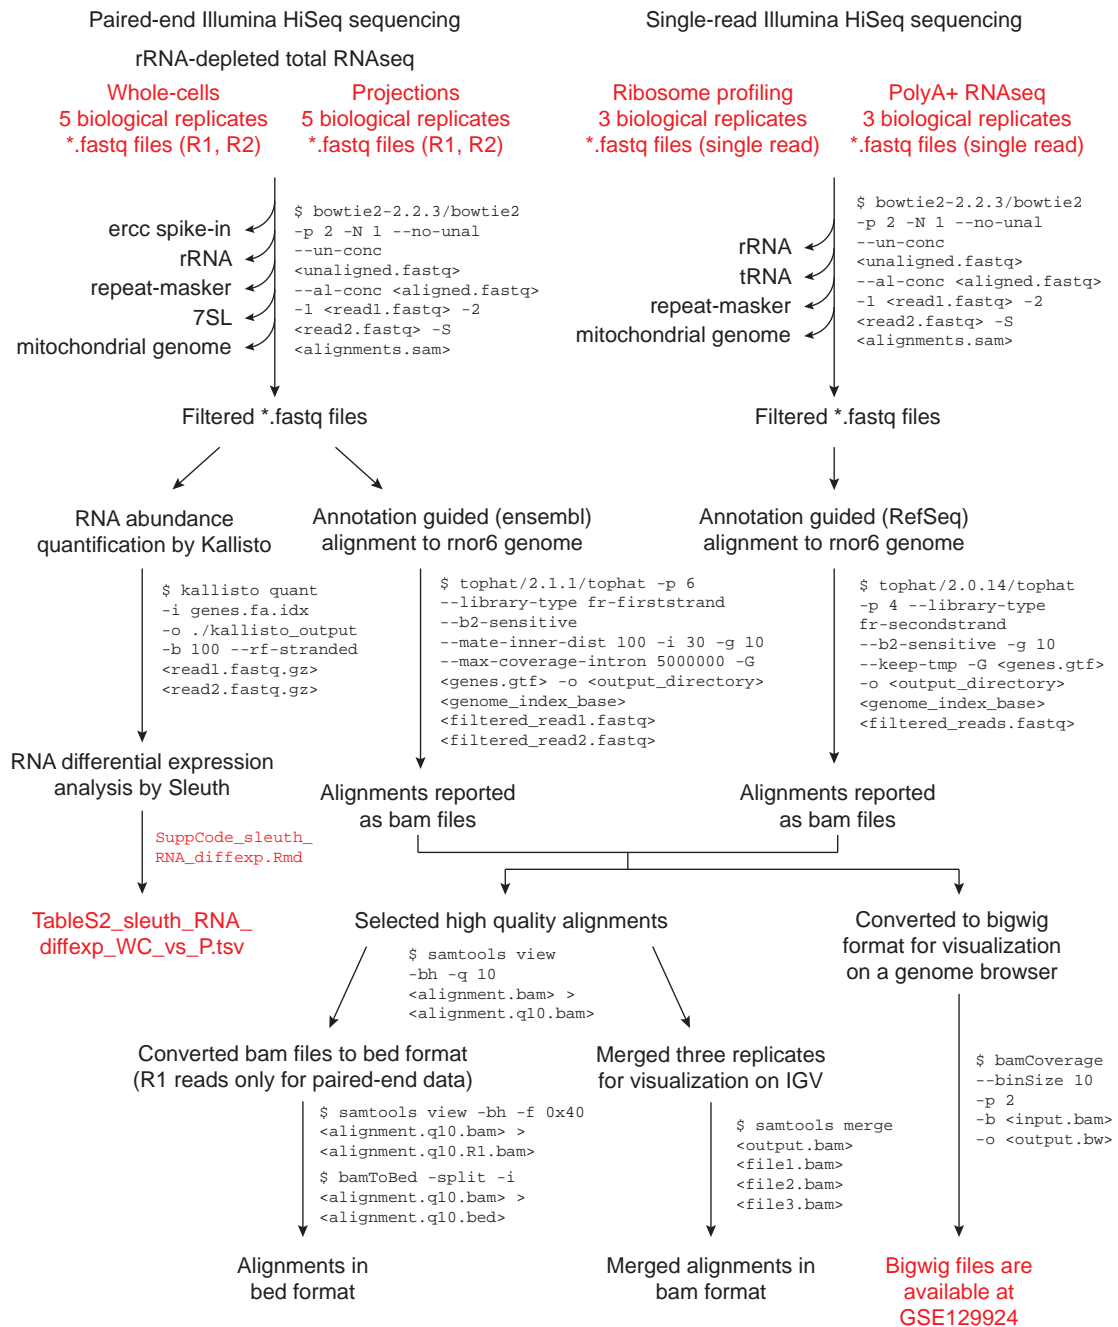 Paired-end Illumina HiSeq sequencing
rRNA-depleted total RNAseq
Whole-cells
5 biological replicates
*.fastq files (R1, R2)
Projections
5 biological replicates
*.fastq files (R1, R2)
Single-read Illumina HiSeq sequencing
Ribosome profiling
3 biological replicates
*.fastq files (single read)
PolyA+ RNAseq
3 biological replicates
*.fastq files (single read)
ercc spike-in
rRNA
repeat-masker
7SL
mitochondrial genome
$ bowtie2-2.2.3/bowtie2
-p 2 -N 1 --no-unal
--un-conc
<unaligned.fastq>
--al-conc <aligned.fastq>
-1 <read1.fastq> -2
<read2.fastq> -S
<alignments.sam>
rRNA
tRNA
repeat-masker
mitochondrial genome
$ bowtie2-2.2.3/bowtie2
-p 2 -N 1 --no-unal
--un-conc
<unaligned.fastq>
--al-conc <aligned.fastq>
-1 <read1.fastq> -2
<read2.fastq> -S
<alignments.sam>
Filtered *.fastq files
Filtered *.fastq files
RNA abundance
quantification by Kallisto
Annotation guided (ensembl)
alignment to rnor6 genome
Annotation guided (RefSeq)
alignment to rnor6 genome
$ kallisto quant
-i genes.fa.idx
-o ./kallisto_output
-b 100 --rf-stranded
<read1.fastq.gz>
<read2.fastq.gz>
$ tophat/2.1.1/tophat -p 6
--library-type fr-firststrand
--b2-sensitive
--mate-inner-dist 100 -i 30 -g 10
--max-coverage-intron 5000000 -G
<genes.gtf> -o <output_directory>
<genome_index_base>
<filtered_read1.fastq>
<filtered_read2.fastq>
$ tophat/2.0.14/tophat
-p 4 --library-type
fr-secondstrand
--b2-sensitive -g 10
--keep-tmp -G <genes.gtf>
-o <output_directory>
<genome_index_base>
<filtered_reads.fastq>
RNA differential expression
analysis by Sleuth
Alignments reported
as bam files
Alignments reported
as bam files
SuppCode_sleuth_
RNA_diffexp.Rmd
TableS2_sleuth_RNA_
diffexp_WC_vs_P.tsv
Selected high quality alignments
Converted to bigwig
format for visualization
on a genome browser
$ samtools view
-bh -q 10
<alignment.bam> >
<alignment.q10.bam>
Converted bam files to bed format
(R1 reads only for paired-end data)
Merged three replicates
for visualization on IGV
$ bamCoverage
--binSize 10
-p 2
-b <input.bam>
-o <output.bw>
$ samtools view -bh -f 0x40
<alignment.q10.bam> >
<alignment.q10.R1.bam>
$ bamToBed -split -i
<alignment.q10.bam> >
<alignment.q10.bed>
$ samtools merge
<output.bam>
<file1.bam>
<file2.bam>
<file3.bam>
Alignments in
bed format
Merged alignments in
bam format
Bigwig files are
available at
GSE129924